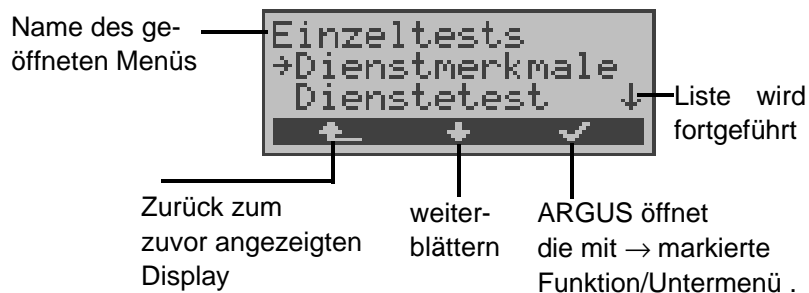 Name des ge-
öffneten Menüs
Einzeltests
→Dienstmerkmale
Dienstetest ↓
Liste wird
fortgeführt
Zurück zum
zuvor angezeigten
Display
weiter-
blättern
ARGUS öffnet
die mit → markierte
Funktion/Untermenü .